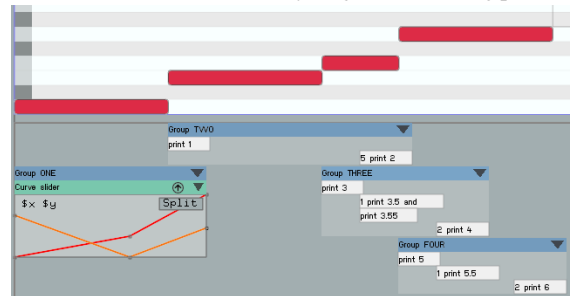 Group TWO
print 1
5 print 2
Group ONE
Curve slider
$x $y
Split
Group THREE
print 3
1 print 3.5 and
print 3.55
2 print 4
Group FOUR
print 5
1 print 5.5
2 print 6